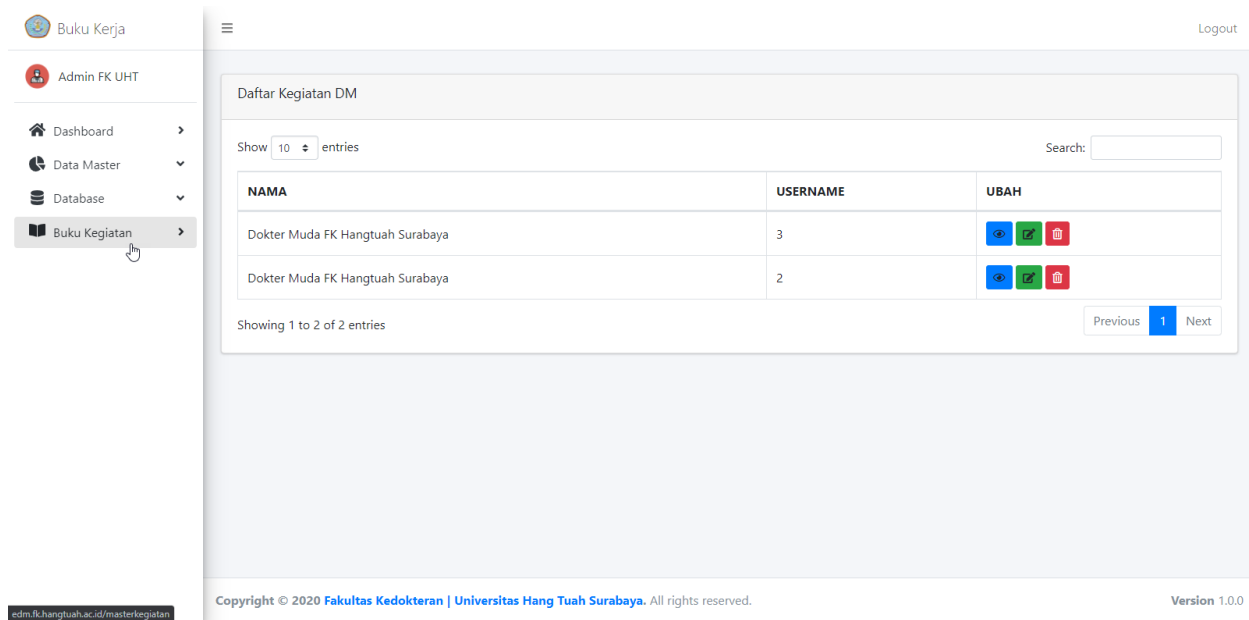 Buku Kerja
Logout
Admin FK UHT
Dashboard
Data Master
Database
Buku Kegiatan
Daftar Kegiatan DM
Show 10 entries
Search:
NAMA USERNAME UBAH
Dokter Muda FK Hangtuah Surabaya 3
Dokter Muda FK Hangtuah Surabaya 2
Showing 1 to 2 of 2 entries
Previous 1 Next
Copyright © 2020 Fakultas Kedokteran | Universitas Hang Tuah Surabaya. All rights reserved.
Version 1.0.0
edm.fk.hangtuah.ac.id/masterkegiatan